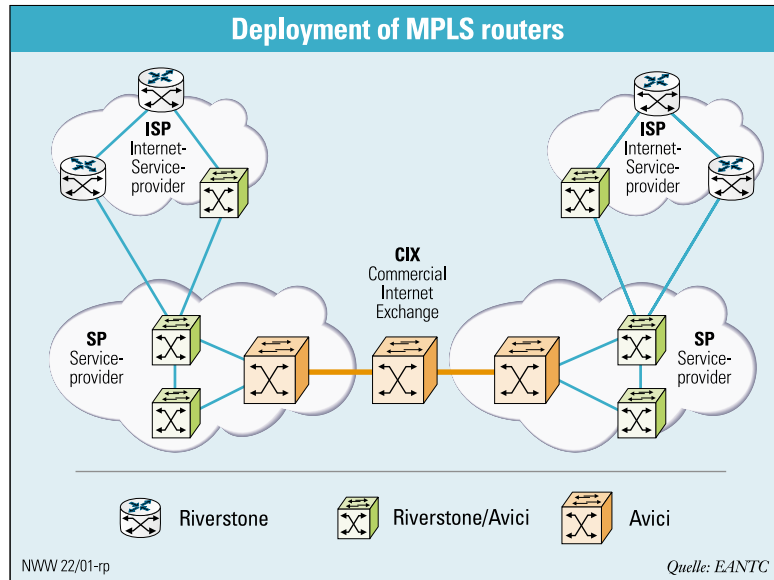 Deployment of MPLS routers
ISP
Internet-
Service-
provider
ISP
Internet-
Service-
provider
CIX
Commercial
Internet
Exchange
SP
Service-
provider
SP
Service-
provider
Riverstone
Riverstone/Avici
Avici
NWW 22/01-rp
Quelle: EANTC